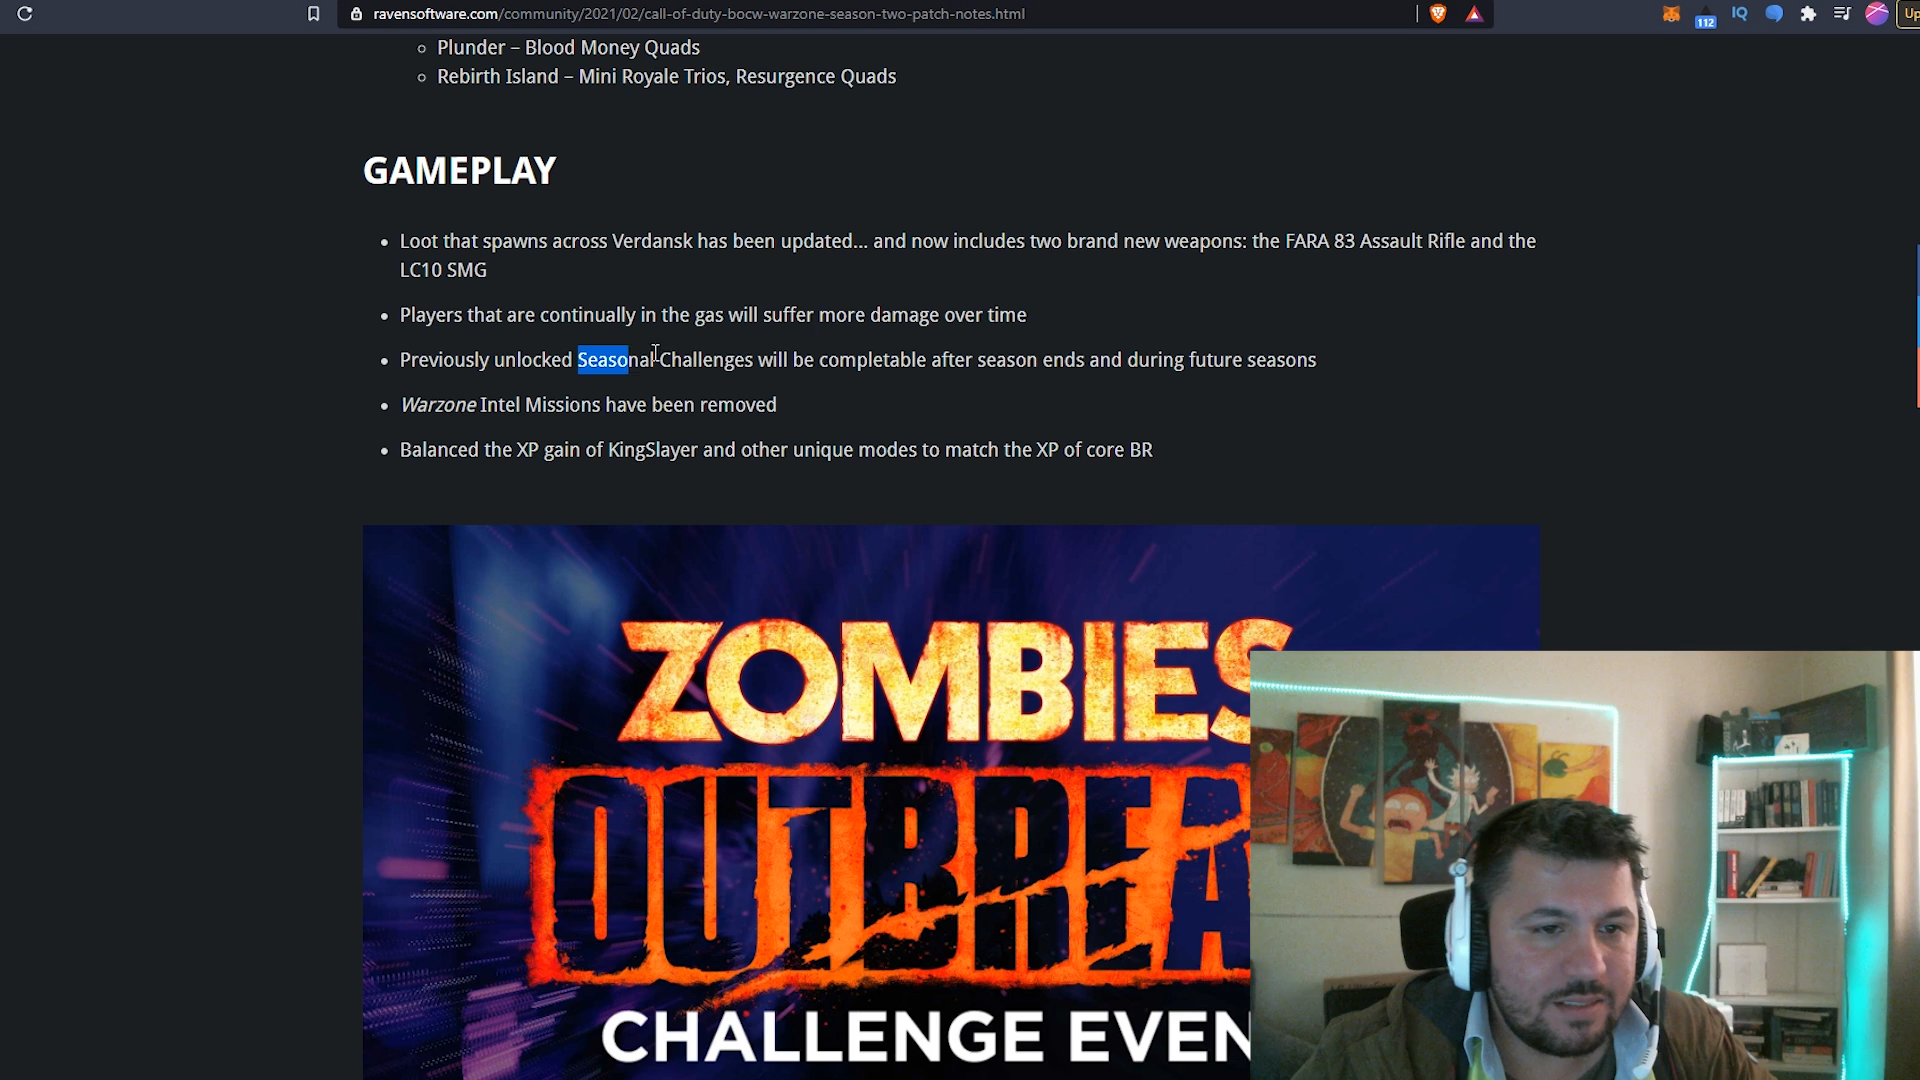 ravensoftware.com/community/2021/02/call-of-duty-bocw-warzone-season-two-patch-notes.html
112
IQ
Up
Plunder – Blood Money Quads
Rebirth Island – Mini Royale Trios, Resurgence Quads
GAMEPLAY
Loot that spawns across Verdansk has been updated... and now includes two brand new weapons: the FARA 83 Assault Rifle and the
LC10 SMG
Players that are continually in the gas will suffer more damage over time
Previously unlocked Seasonal Challenges will be completable after season ends and during future seasons
Warzone Intel Missions have been removed
Balanced the XP gain of KingSlayer and other unique modes to match the XP of core BR
ZOMBIES
OUTBREA
CHALLENGE EVEN